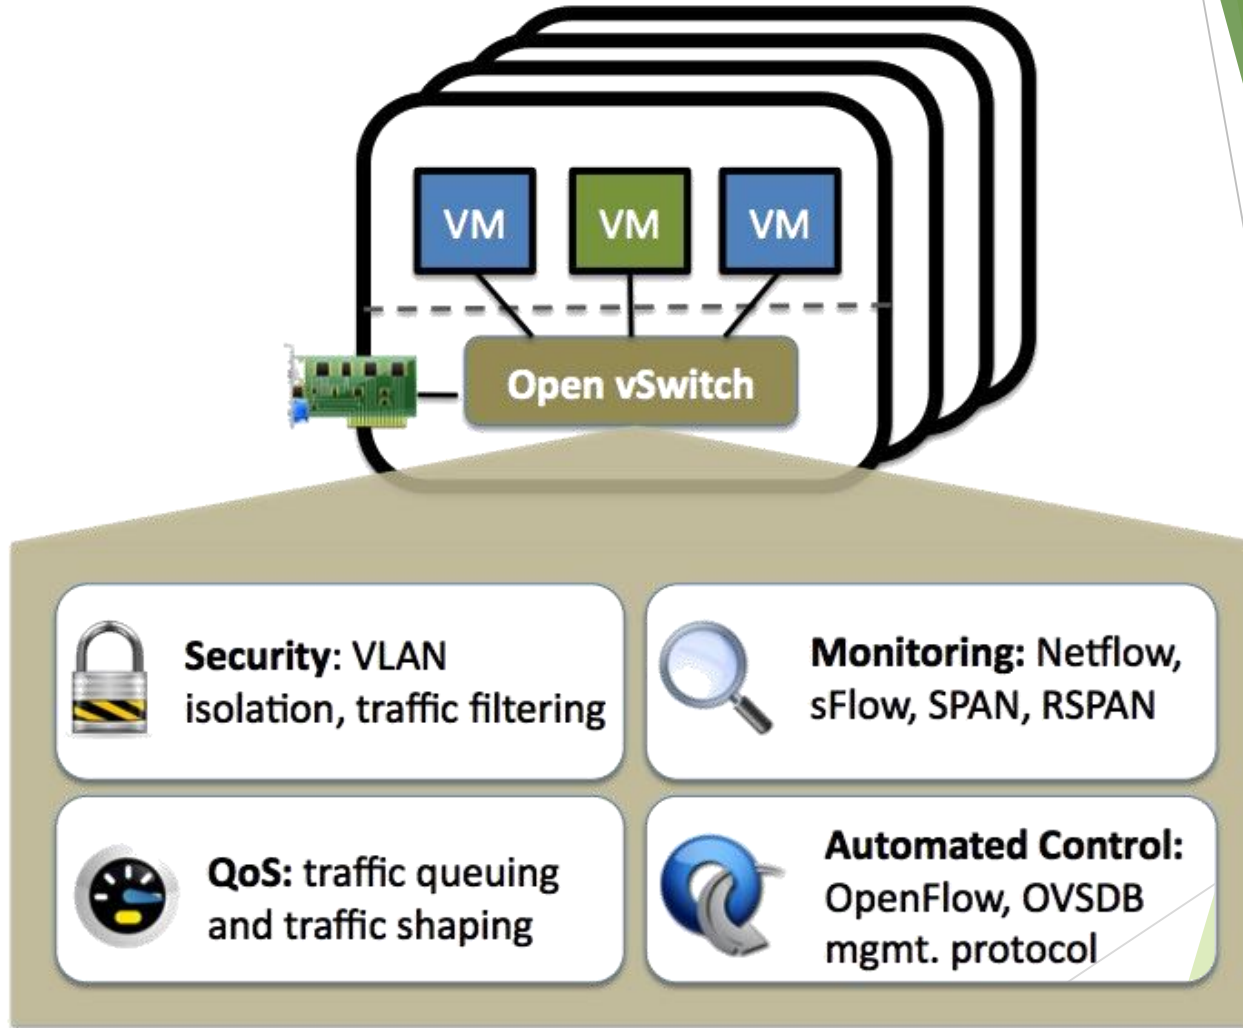 VM
VM
VM
Open vSwitch
Security: VLAN
isolation, traffic filtering
Monitoring: Netflow,
sFlow, SPAN, RSPAN
QoS: traffic queuing
and traffic shaping
Automated Control:
OpenFlow, OVSDB
mgmt. protocol